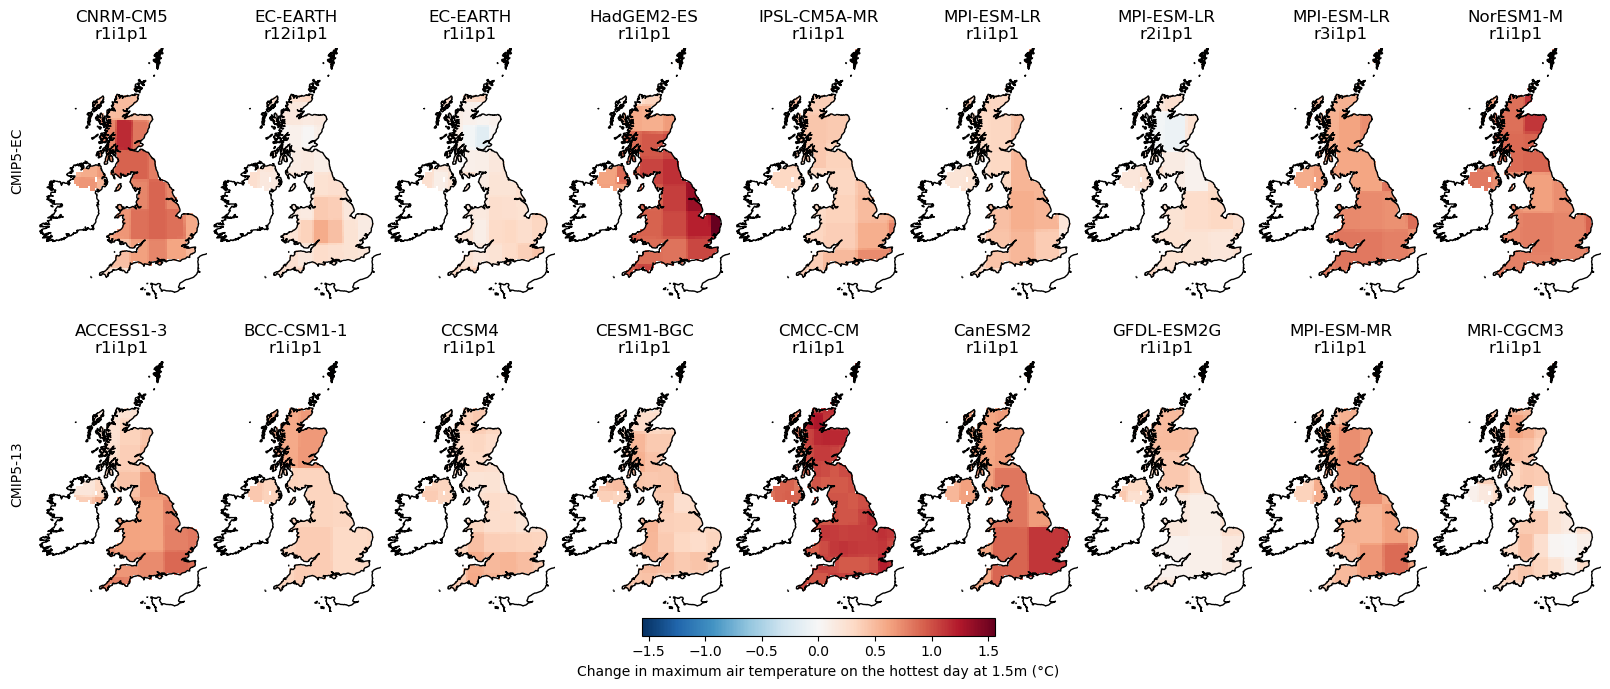 CNRM-CM5
r1i1p1
EC-EARTH
r12i1p1
EC-EARTH
r1i1p1
HadGEM2-ES
r1i1p1
IPSL-CM5A-MR
r1i1p1
MPI-ESM-LR
r1i1p1
MPI-ESM-LR
r2i1p1
MPI-ESM-LR
r3i1p1
NorESM1-M
r1i1p1
CMIP5-EC
ACCESS1-3
r1i1p1
BCC-CSM1-1
r1i1p1
CCSM4
r1i1p1
CESM1-BGC
r1i1p1
CMCC-CM
r1i1p1
CanESM2
r1i1p1
GFDL-ESM2G
r1i1p1
MPI-ESM-MR
r1i1p1
MRI-CGCM3
r1i1p1
CMIP5-13
−1.5 −1.0 −0.5 0.0 0.5 1.0 1.5
Change in maximum air temperature on the hottest day at 1.5m (°C)